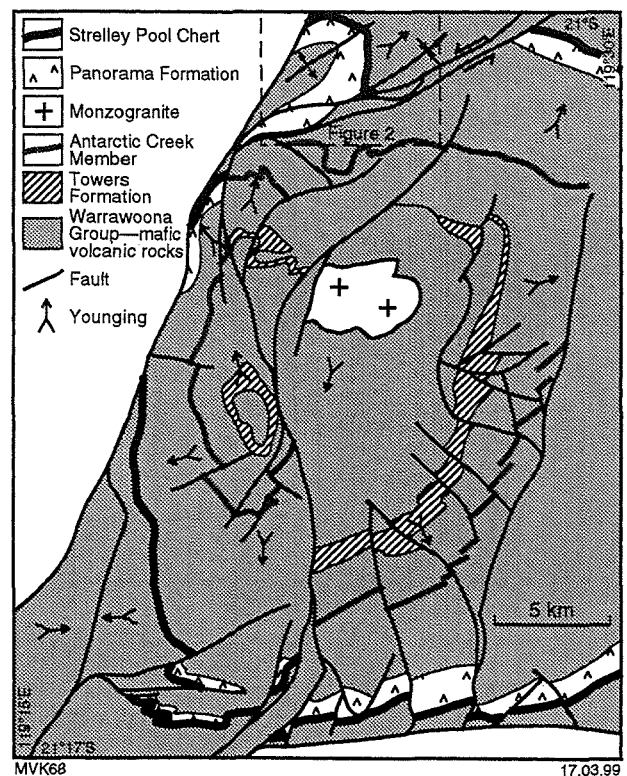 Strelley Pool Chert
Panorama Formation
Monzogranite
Antarctic Creek
Member
Towers
Formation
Warrawoona
Group—mafic
volcanic rocks
Fault
Younging
21°S
119°30'E
Figure 2
5 km
119°15'E
21°17'S
MVK68
17.03.99